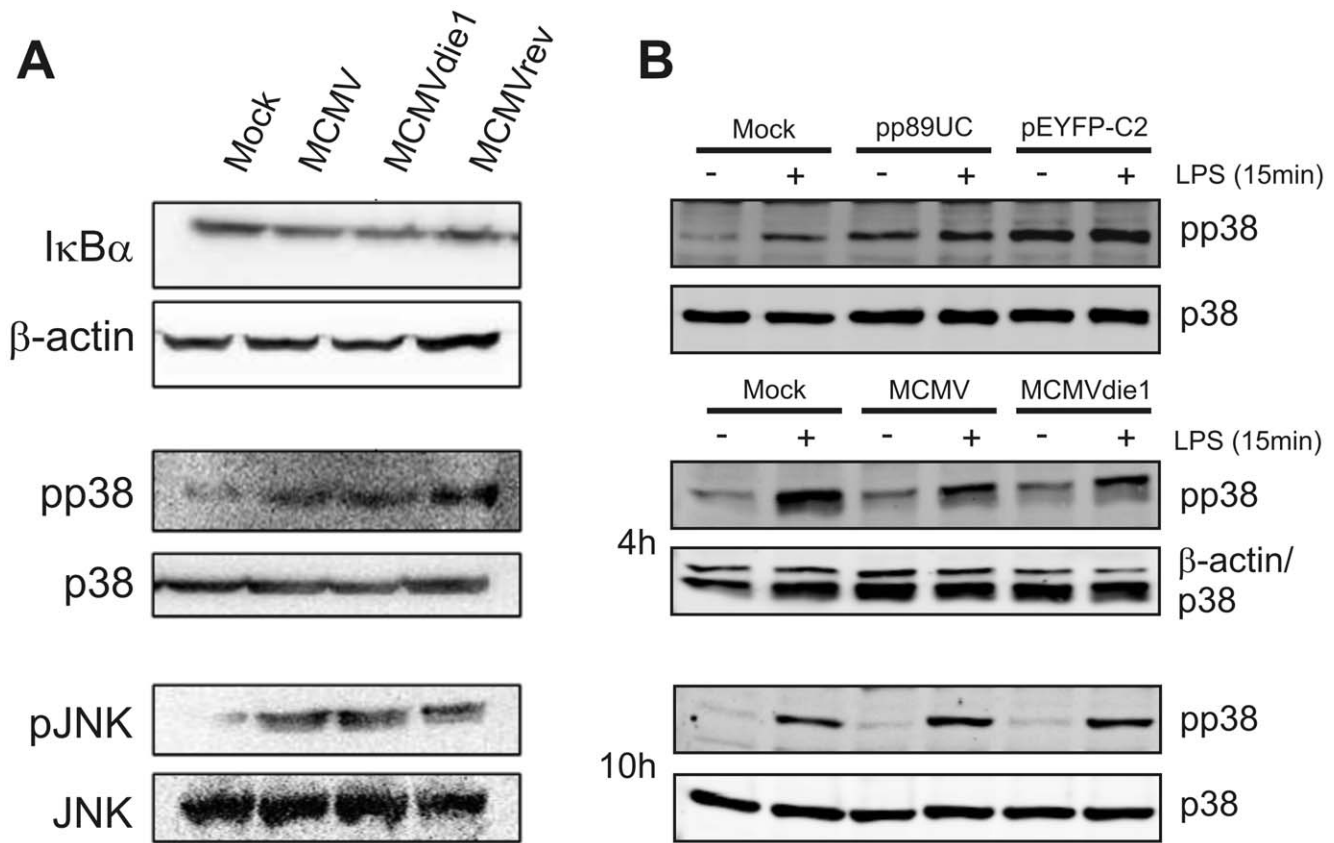 A
Mock
MCMV
MCMVdie1
MCMVrev
IκBα
β-actin
pp38
p38
pJNK
JNK
B
Mock pp89UC pEYFP-C2
- + - + - + LPS (15min)
pp38
p38
Mock MCMV MCMVdie1
- + - + - + LPS (15min)
pp38
4h
β-actin/
p38
pp38
10h
p38